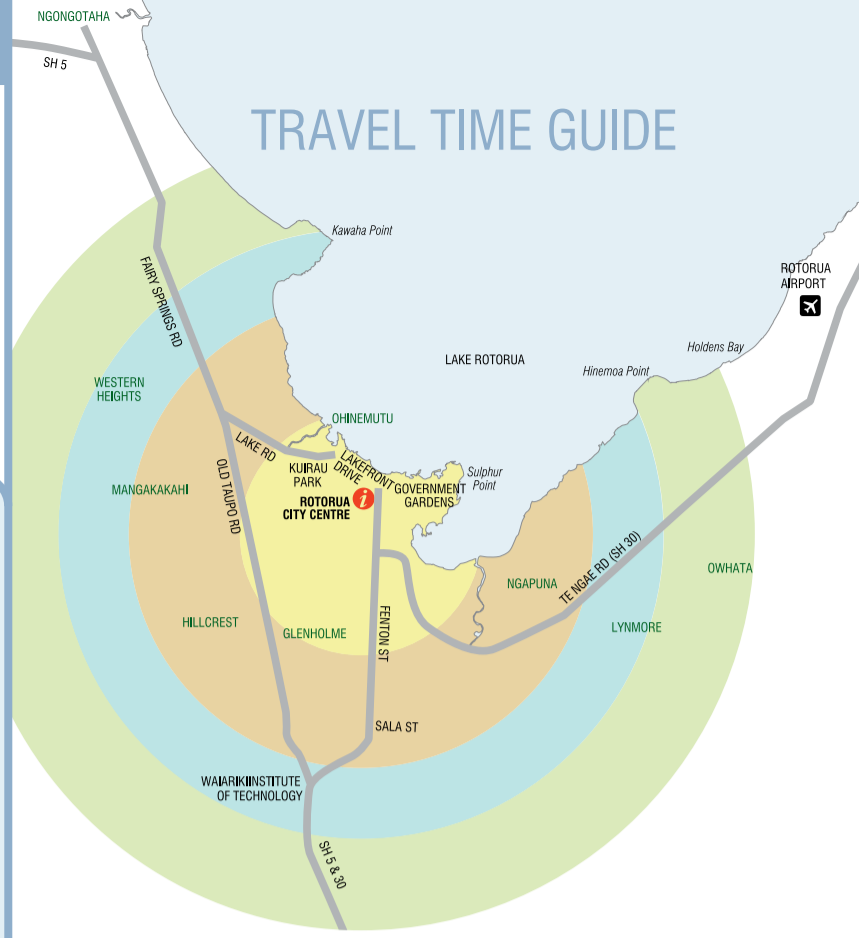 NGONGOTAHA
SH 5
TRAVEL TIME GUIDE
Kawaha Point
ROTORUA
AIRPORT
FAIRY SPRINGS RD
LAKE ROTORUA
Holdens Bay
Hinemoa Point
WESTERN
HEIGHTS
OHINEMUTU
LAKE RD
KUIRAU
PARK
LAKEFRONT
DRIVE
GOVERNMENT
GARDENS
Sulphur
Point
MANGAKAKAHI
OLD TAUPO RD
ROTORUA
CITY CENTRE
i
TE NGAE RD (SH 30)
OWHATA
NGAPUNA
HILLCREST
GLENHOLME
FENTON ST
LYNMORE
SALA ST
WAIARIKIINSTITUTE
OF TECHNOLOGY
SH 5 & 30